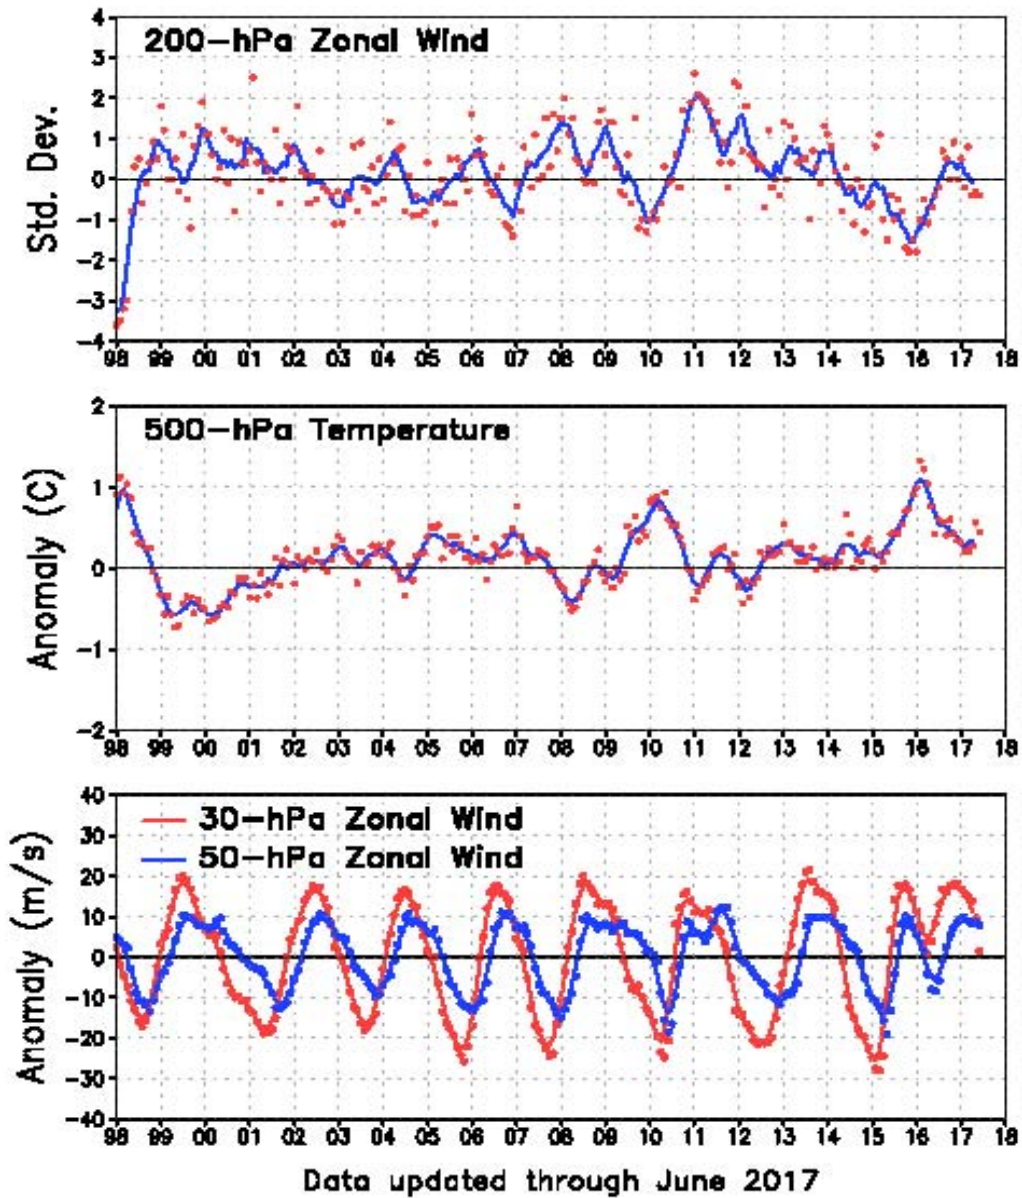 4
200-hPa Zonal Wind
3
2
1
0
-1
-2
-3
-4
Std. Dev.
98 99 00 01 02 03 04 05 06 07 08 09 10 11 12 13 14 15 16 17 18
2
500-hPa Temperature
1
0
-1
-2
Anomaly (C)
98 99 00 01 02 03 04 05 06 07 08 09 10 11 12 13 14 15 16 17 18
40
30-hPa Zonal Wind
30
50-hPa Zonal Wind
20
10
0
-10
-20
-30
-40
Anomaly (m/s)
98 99 00 01 02 03 04 05 06 07 08 09 10 11 12 13 14 15 16 17 18
Data updated through June 2017